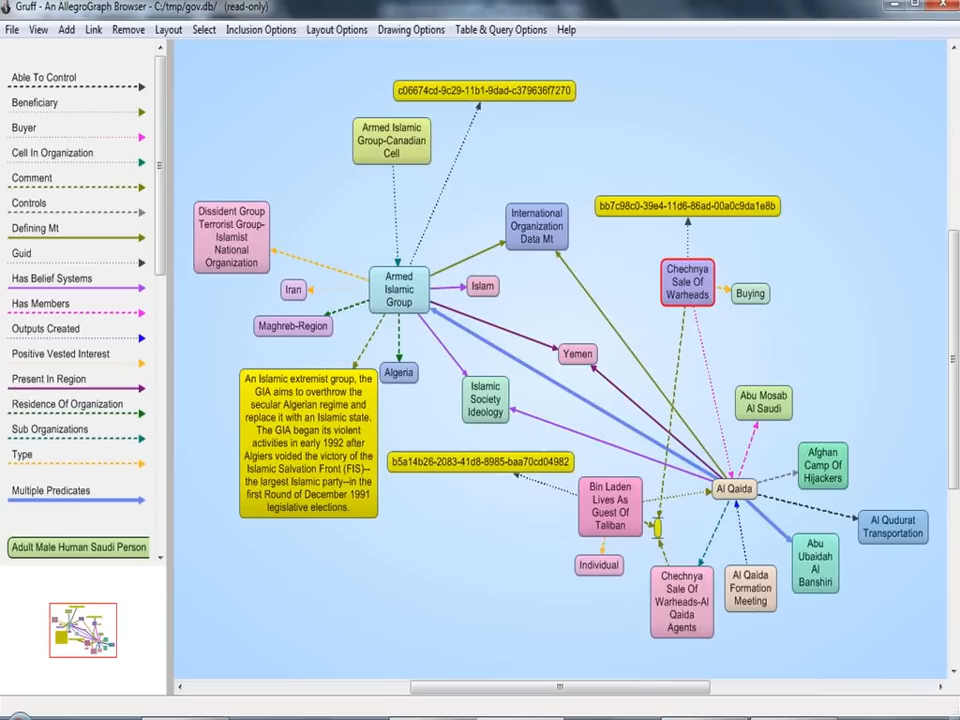 Gruff - An AllegroGraph Browser - C:/tmp/gov.db/   (read-only)
File View Add Link Remove Layout Select Inclusion Options Layout Options Drawing Options Table & Query Options Help
Able To Control
Beneficiary
Buyer
Cell In Organization
Comment
Controls
Defining Mt
Guid
Has Belief Systems
Has Members
Outputs Created
Positive Vested Interest
Present In Region
Residence Of Organization
Sub Organizations
Type
Multiple Predicates
Adult Male Human Saudi Person
c06674cd-9c29-11b1-9dad-c379636f7270
Armed Islamic
Group-Canadian
Cell
Dissident Group
Terrorist Group-
Islamist
National
Organization
International
Organization
Data Mt
bb7c98c0-39e4-11d6-86ad-00a0c9da1e8b
Iran
Armed
Islamic
Group
Islam
Chechnya
Sale Of
Warheads
Buying
Maghreb-Region
Yemen
Algeria
An Islamic extremist group, the
GIA aims to overthrow the
secular Algerian regime and
replace it with an Islamic state.
The GIA began its violent
activities in early 1992 after
Algiers voided the victory of the
Islamic Salvation Front (FIS)--
the largest Islamic party--in the
first Round of December 1991
legislative elections.
Islamic
Society
Ideology
Abu Mosab
Al Saudi
b5a14b26-2083-41d8-8985-baa70cd04982
Afghan
Camp Of
Hijackers
Bin Laden
Lives As
Guest Of
Taliban
Al Qaida
Al Qudurat
Transportation
Individual
Abu
Ubaidah
Al
Banshiri
Chechnya
Sale Of
Warheads-Al
Qaida
Agents
Al Qaida
Formation
Meeting